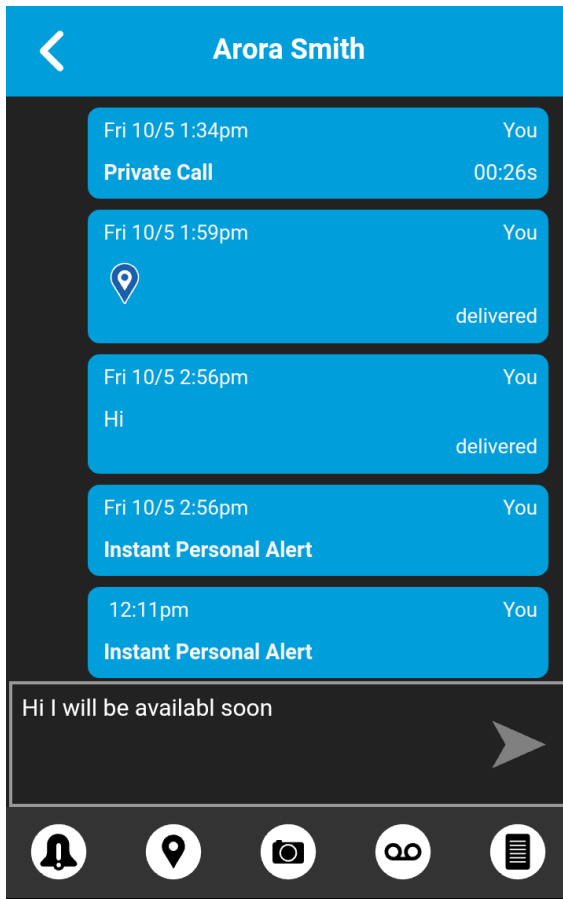 Arora Smith
Fri 10/5 1:34pm You
Private Call 00:26s
Fri 10/5 1:59pm You
delivered
Fri 10/5 2:56pm You
Hi
delivered
Fri 10/5 2:56pm You
Instant Personal Alert
12:11pm You
Instant Personal Alert
Hi I will be availabl soon